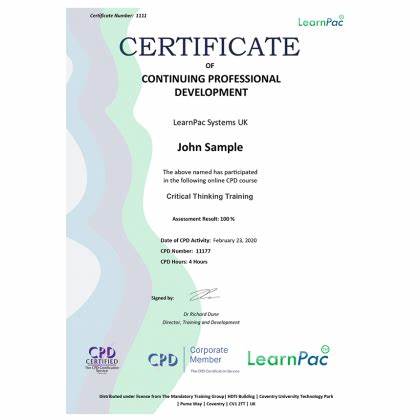 Certificate Number: 1111
LearnPac
CERTIFICATE
OF
CONTINUING PROFESSIONAL
DEVELOPMENT
LearnPac Systems UK
John Sample
The above named has participated
in the following online CPD course
Critical Thinking Training
Assessment Result: 100 %
Date of CPD Activity: February 23, 2020
CPD Number: 11177
CPD Hours: 4 Hours
Signed by:
Dr Richard Dune
Director, Training and Development
CPD
CERTIFIED
The CPD Certification
Service
CPD
Corporate
Member
The CPD Certification Service
LearnPac
Distributed under license from The Mandatory Training Group| HDTI Building | Coventry University Technology Park
| Puma Way | Coventry | CV1 2TT | UK